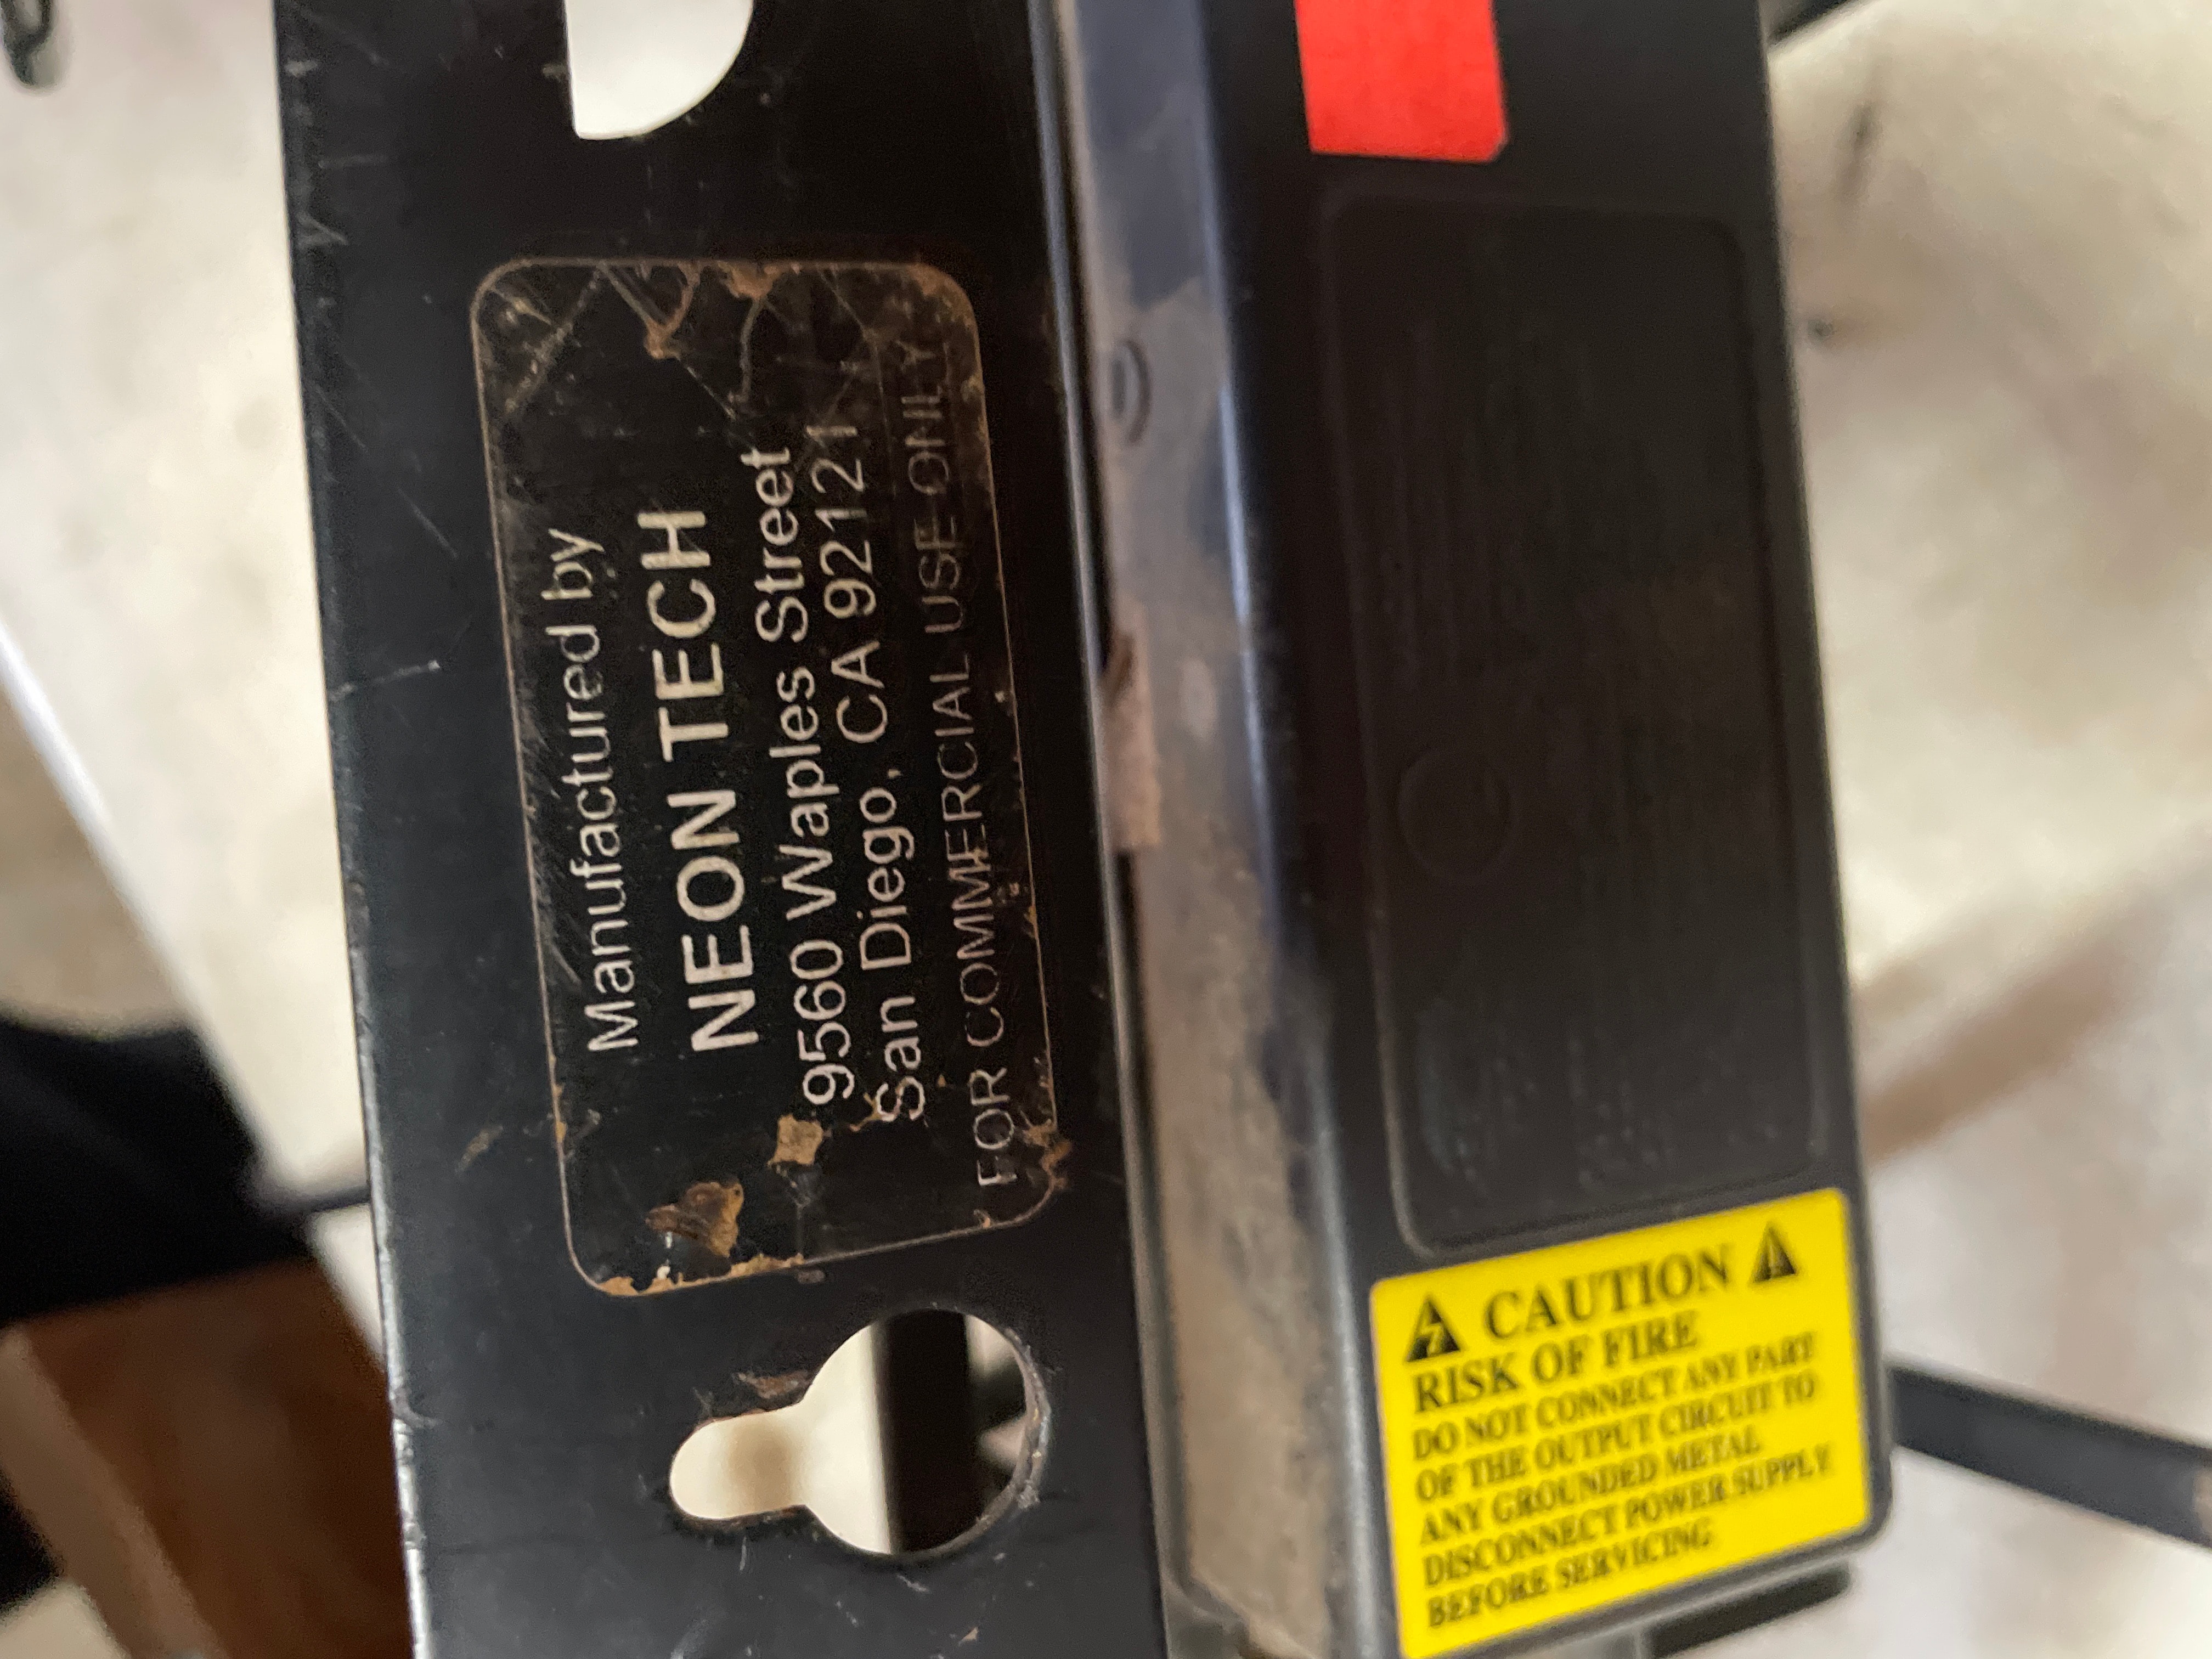 Manufactured by
NEON TECH
9560 Waples Street
San Diego, CA 92121
FOR COMMMERCIAL USE ONLY
CAUTION
RISK OF FIRE
DO NOT CONNECT ANY PART
OF THE OUTPUT CIRCUIT TO
ANY GROUNDED METAL
DISCONNECT POWER SUPPLY
BEFORE SERVICING